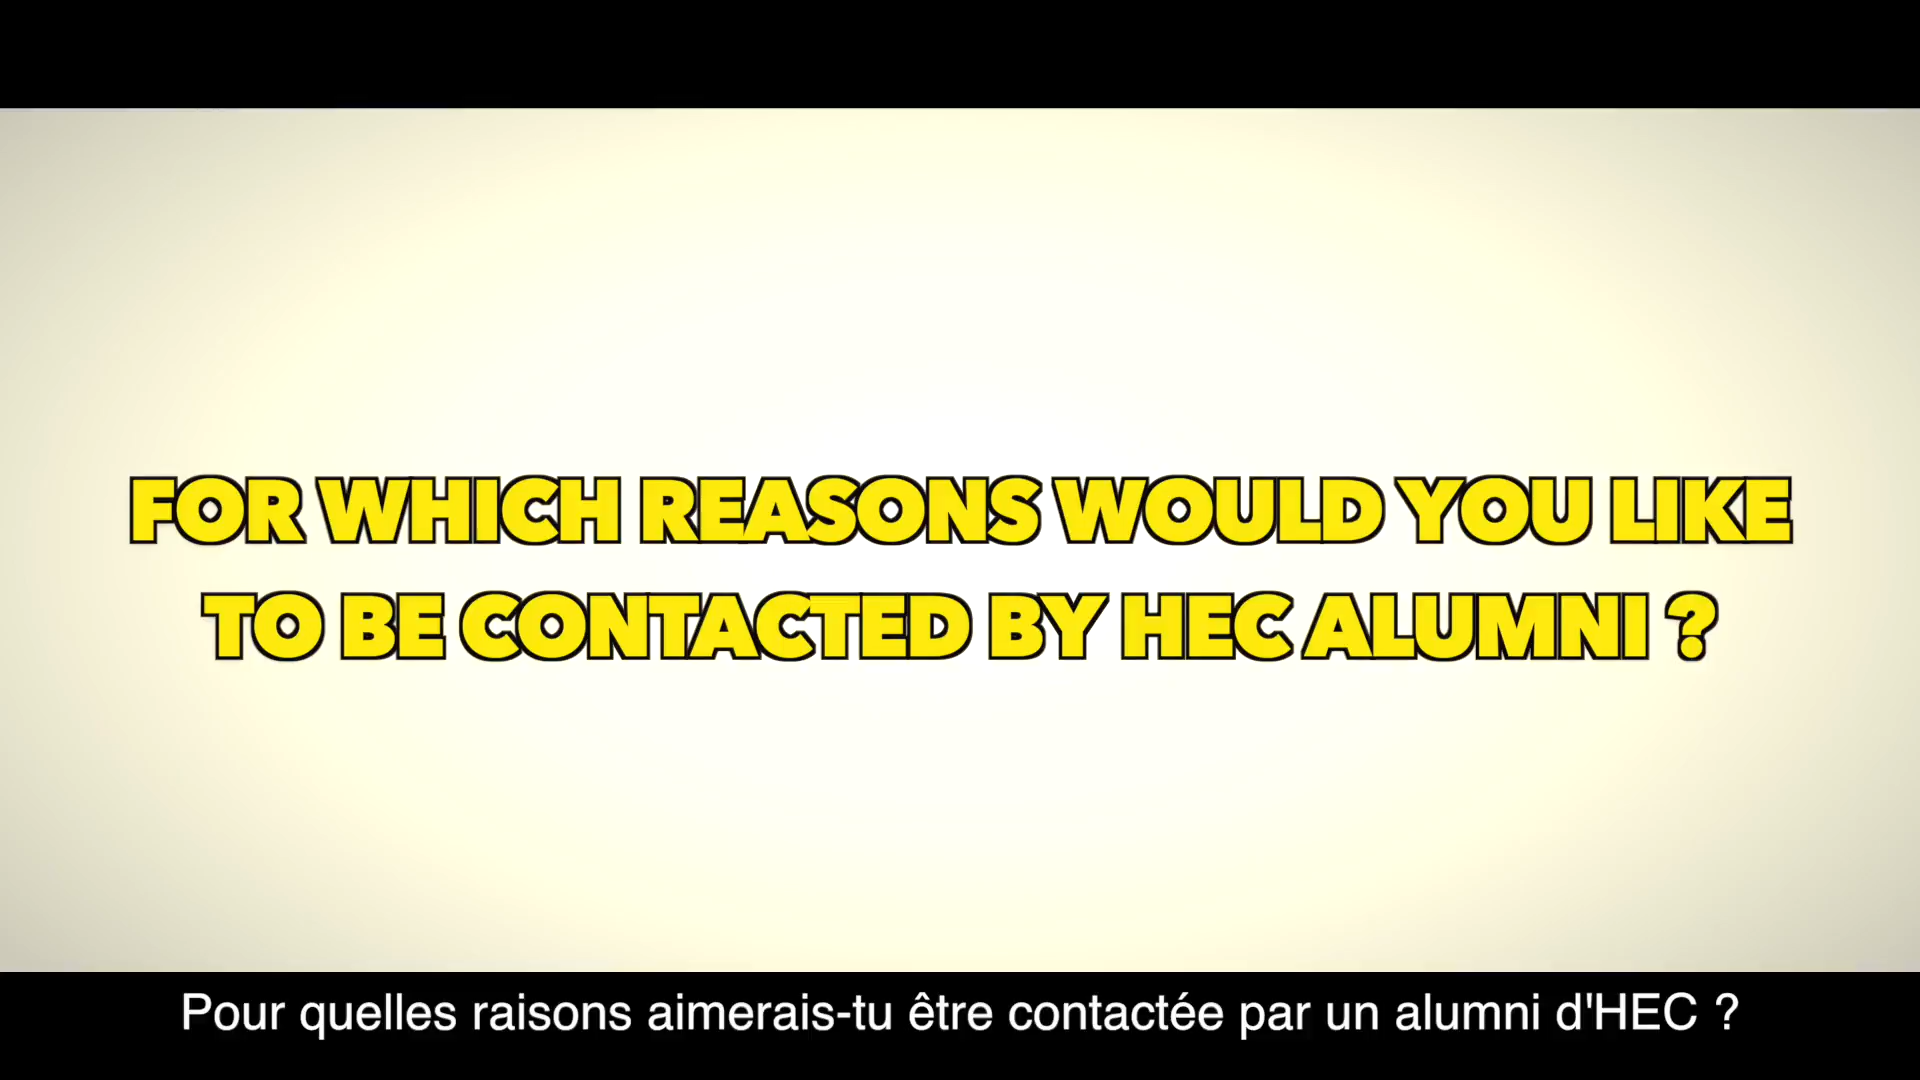 FOR WHICH REASONS WOULD YOU LIKE
TO BE CONTACTED BY HEC ALUMNI ?
Pour quelles raisons aimerais-tu être contactée par un alumni d'HEC ?